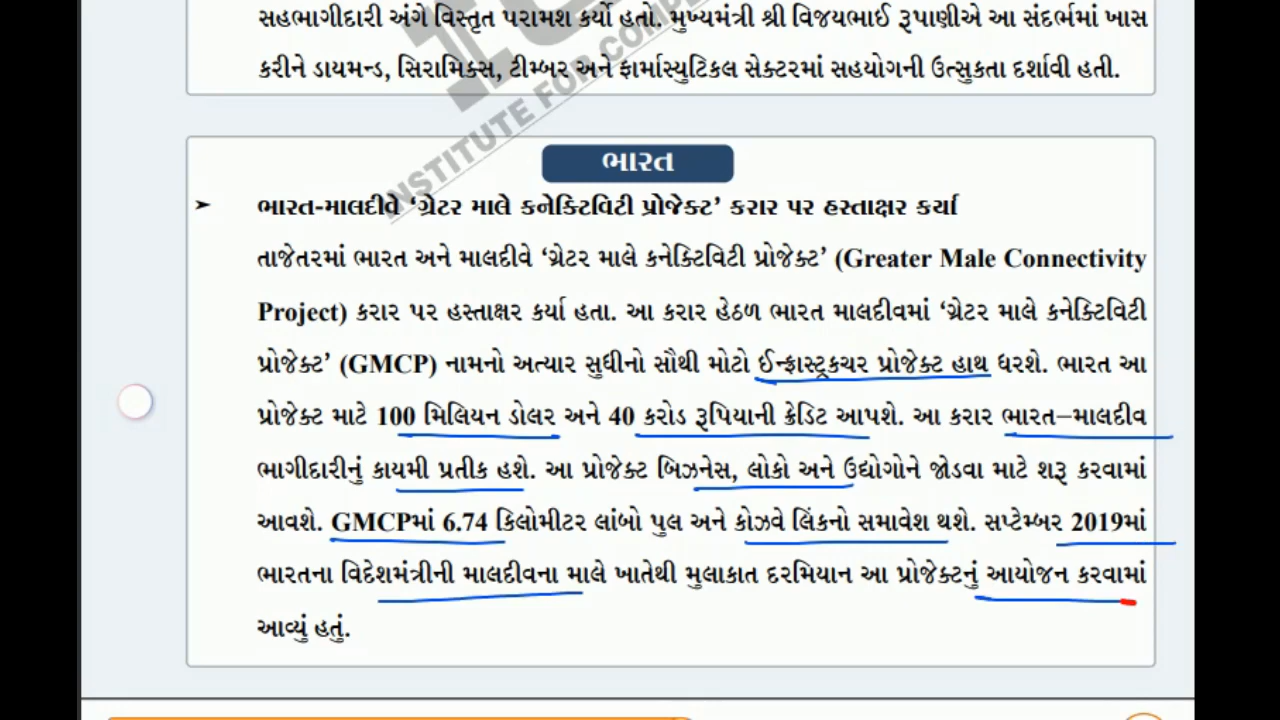 સહભાગીદારી અંગે વિસ્તૃત પરામશ કર્યો હતો. મુખ્યમંત્રી શ્રી વિજયભાઈ રૂપાણીએ આ સંદર્ભમાં ખાસ
કરીને ડાયમન્ડ, સિરામિક્સ, ટીમ્બર અને ફાર્માસ્યુટિકલ સેક્ટરમાં સહયોગની ઉત્સુકતા દર્શાવી હતી.
INSTITUTE FOR
ભારત
➤ ભારત-માલદીવે ‘ગ્રેટર માલે કનેક્ટિવિટી પ્રોજેક્ટ’ કરાર પર હસ્તાક્ષર કર્યા
તાજેતરમાં ભારત અને માલદીવે ‘ગ્રેટર માલે કનેક્ટિવિટી પ્રોજેક્ટ’ (Greater Male Connectivity
Project) કરાર પર હસ્તાક્ષર કર્યા હતા. આ કરાર હેઠળ ભારત માલદીવમાં ‘ગ્રેટર માલે કનેક્ટિવિટી
પ્રોજેક્ટ’ (GMCP) નામનો અત્યાર સુધીનો સૌથી મોટો ઈન્ફ્રાસ્ટ્રક્ચર પ્રોજેક્ટ હાથ ધરશે. ભારત આ
પ્રોજેક્ટ માટે 100 મિલિયન ડોલર અને 40 કરોડ રૂપિયાની ક્રેડિટ આપશે. આ કરાર ભારત–માલદીવ
ભાગીદારીનું કાયમી પ્રતીક હશે. આ પ્રોજેક્ટ બિઝનેસ, લોકો અને ઉદ્યોગોને જોડવા માટે શરૂ કરવામાં
આવશે. GMCPમાં 6.74 કિલોમીટર લાંબો પુલ અને કોઝવે લિંકનો સમાવેશ થશે. સપ્ટેમ્બર 2019માં
ભારતના વિદેશમંત્રીની માલદીવના માલે ખાતેથી મુલાકાત દરમિયાન આ પ્રોજેક્ટનું આયોજન કરવામાં
આવ્યું હતું.